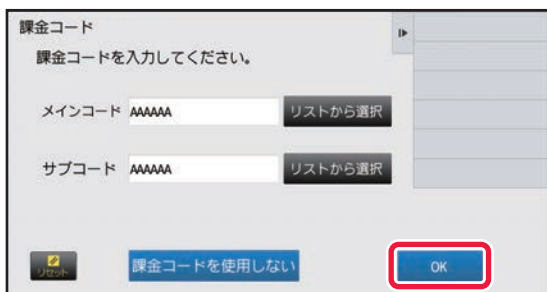 課金コード
課金コードを入力してください。
メインコード AAAAAA リストから選択
サブコード AAAAAA リストから選択
リセット 課金コードを使用しない OK